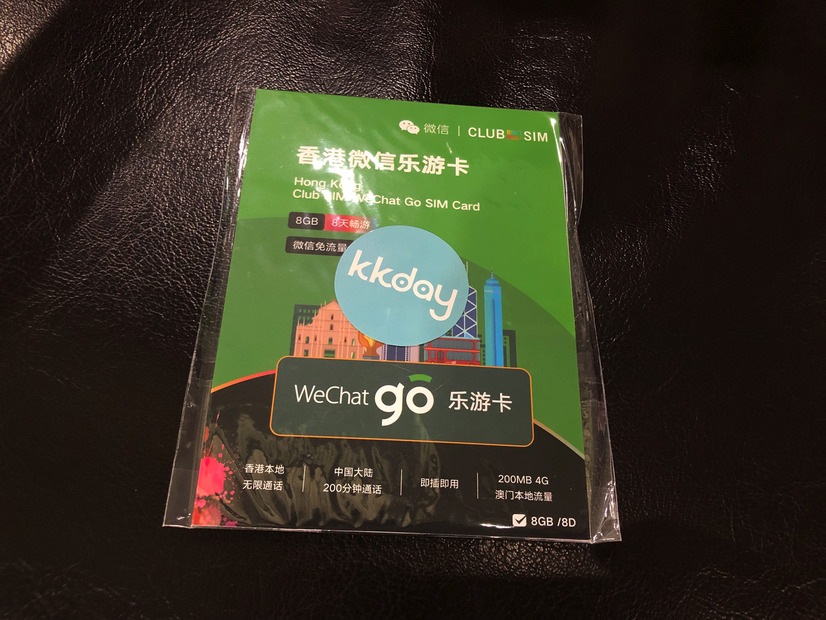 微信 | CLUB SIM
香港微信乐游卡
Hong Kong
Club SIM WeChat Go SIM Card
8GB 8天畅游
微信免流量
kkday
WeChat go 乐游卡
香港本地
无限通话
中国大陆
200分钟通话
即插即用
200MB 4G
澳门本地流量
8GB /8D